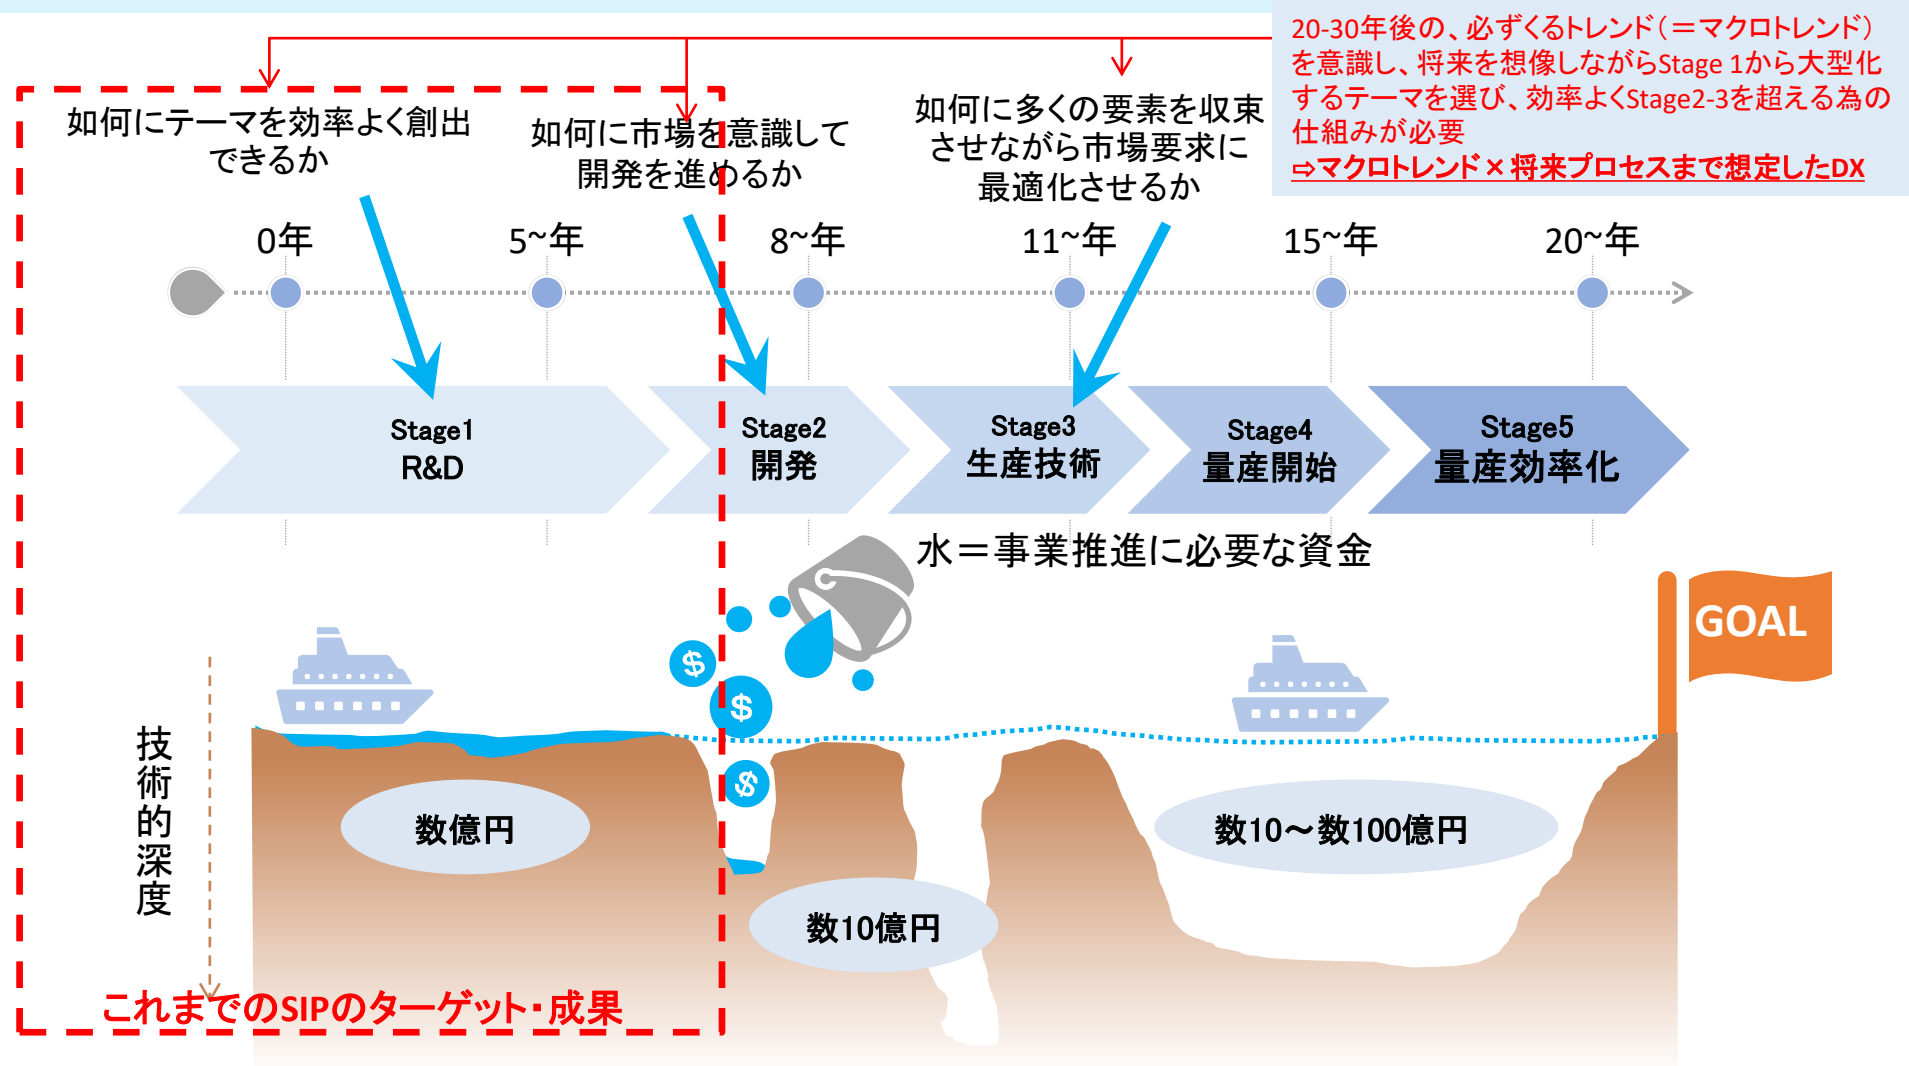 20-30年後の、必ずくるトレンド(＝マクロトレンド)
を意識し、将来を想像しながらStage 1から大型化
するテーマを選び、効率よくStage2-3を超える為の
仕組みが必要
⇨マクロトレンド×将来プロセスまで想定したDX
如何にテーマを効率よく創出
できるか
如何に市場を意識して
開発を進めるか
如何に多くの要素を収束
させながら市場要求に
最適化させるか
0年
5~年
8~年
11~年
15~年
20~年
Stage1
R&D
Stage2
開発
Stage3
生産技術
Stage4
量産開始
Stage5
量産効率化
水＝事業推進に必要な資金
GOAL
$
$
$
技術的深度
数億円
数10億円
数10～数100億円
これまでのSIPのターゲット・成果